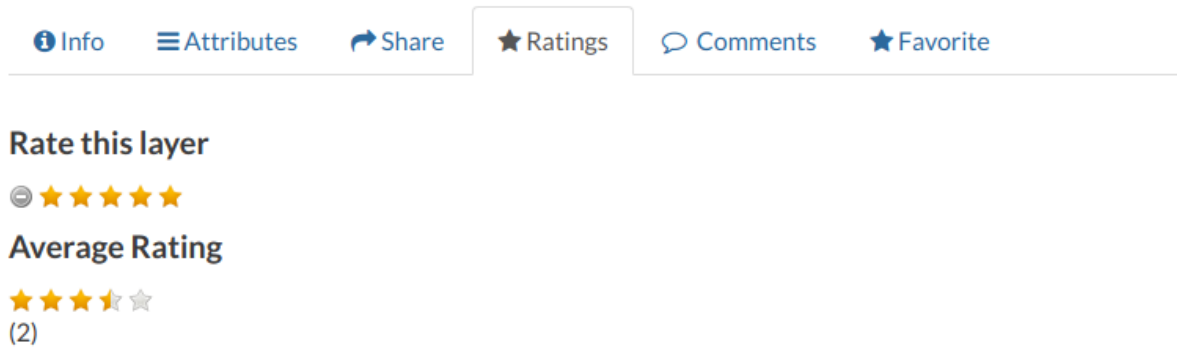 Info Attributes Share Ratings Comments Favorite
Rate this layer
Average Rating
(2)